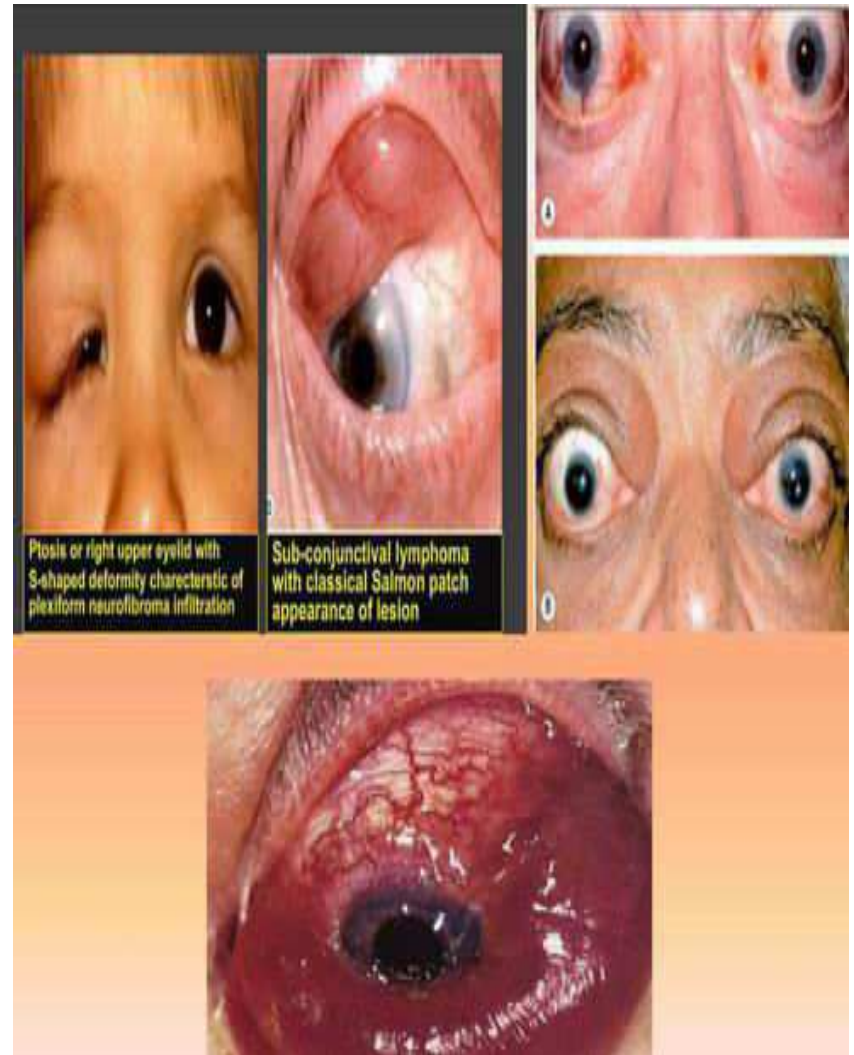 Ptosis or right upper eyelid with
S-shaped deformity charecterstic of
plexiform neurofibroma infiltration
Sub-conjunctival lymphoma
with classical Salmon patch
appearance of lesion
A
B